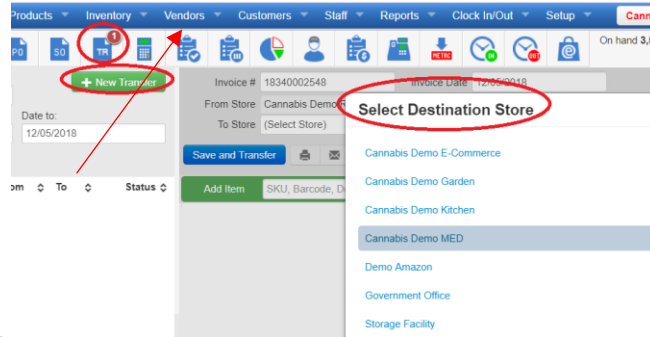 Products Inventory Vendors Customers Staff Reports Clock In/Out Setup Cann
PO SO TR 1 m $ METRC IN OUT @ On hand 3,
+ New Transfer
Invoice # 18340002548 Invoice Date 12/05/2018
From Store Cannabis Demo R
Select Destination Store
Date to:
To Store (Select Store)
12/05/2018
Save and Transfer
Cannabis Demo E-Commerce
om To Status
Add Item SKU, Barcode, D
Cannabis Demo Garden
Cannabis Demo Kitchen
Cannabis Demo MED
Demo Amazon
Government Office
Storage Facility